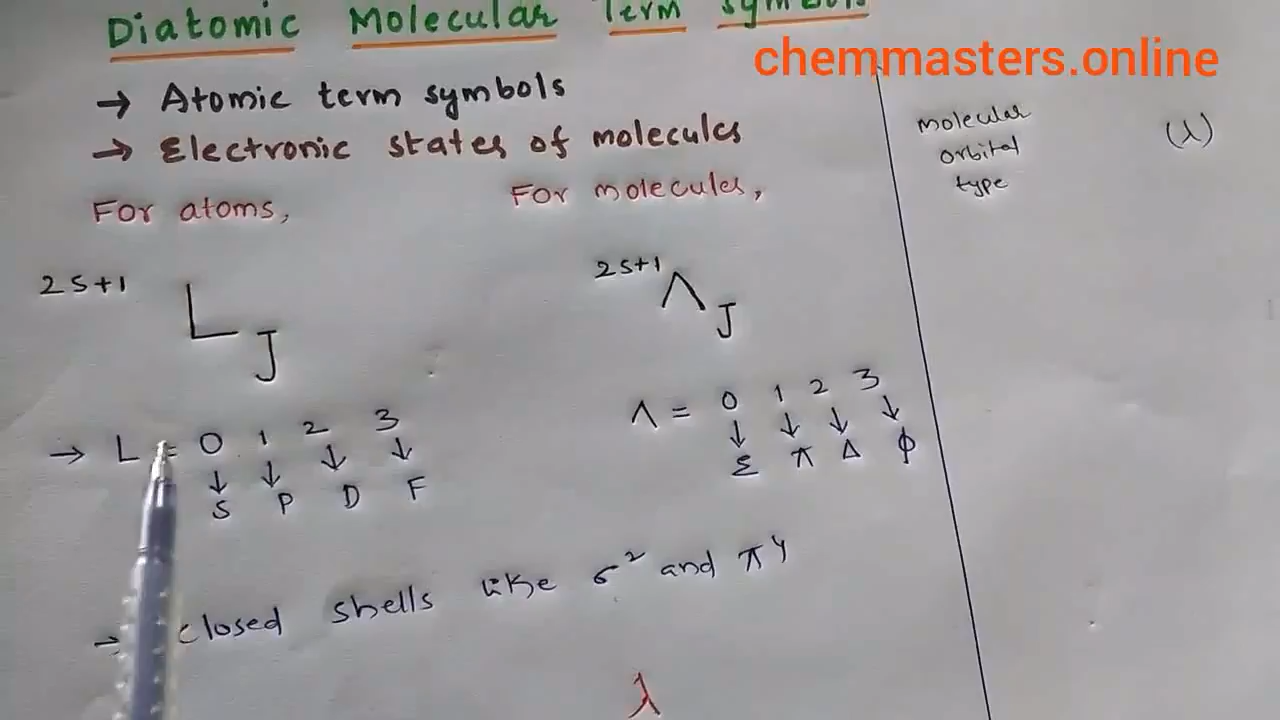 Diatomic Molecular Term Symbols
chemmasters.online
→ Atomic term symbols
→ Electronic states of molecules
For atoms,
For molecules,
2S+1
L
J
2S+1
Λ
J
→ L = 0 1 2 3
↓ ↓ ↓ ↓
S P D F
Λ = 0 1 2 3
↓ ↓ ↓ ↓
Σ π Δ ϕ
→ closed shells like σ² and π⁴
λ
molecular
orbital
type
(λ)